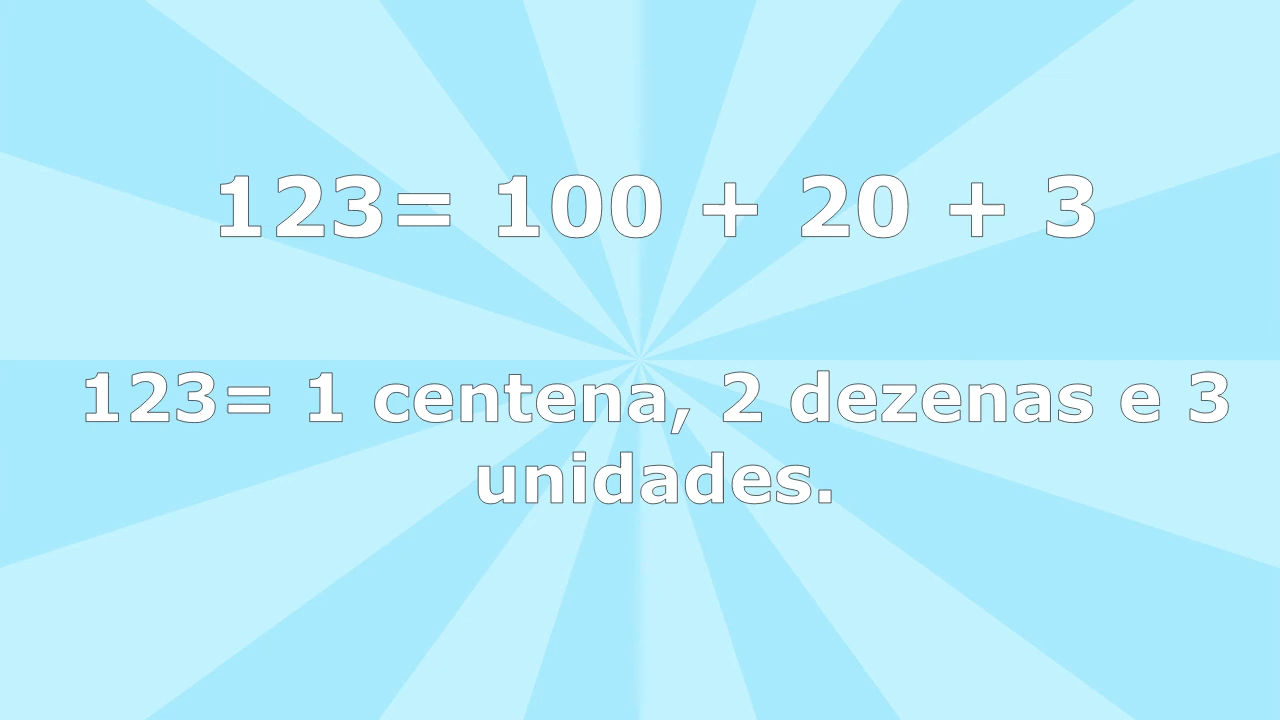 123= 100 + 20 + 3
123= 1 centena, 2 dezenas e 3
unidades.